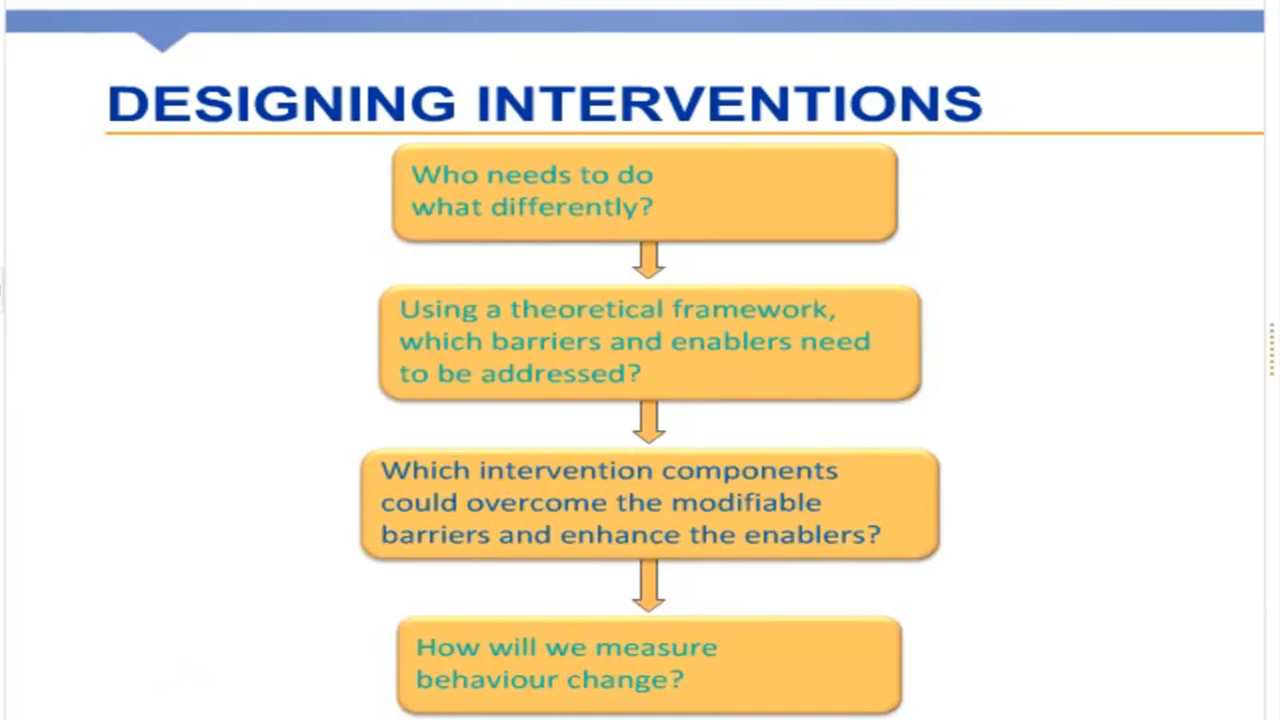 DESIGNING INTERVENTIONS
Who needs to do
what differently?
Using a theoretical framework,
which barriers and enablers need
to be addressed?
Which intervention components
could overcome the modifiable
barriers and enhance the enablers?
How will we measure
behaviour change?